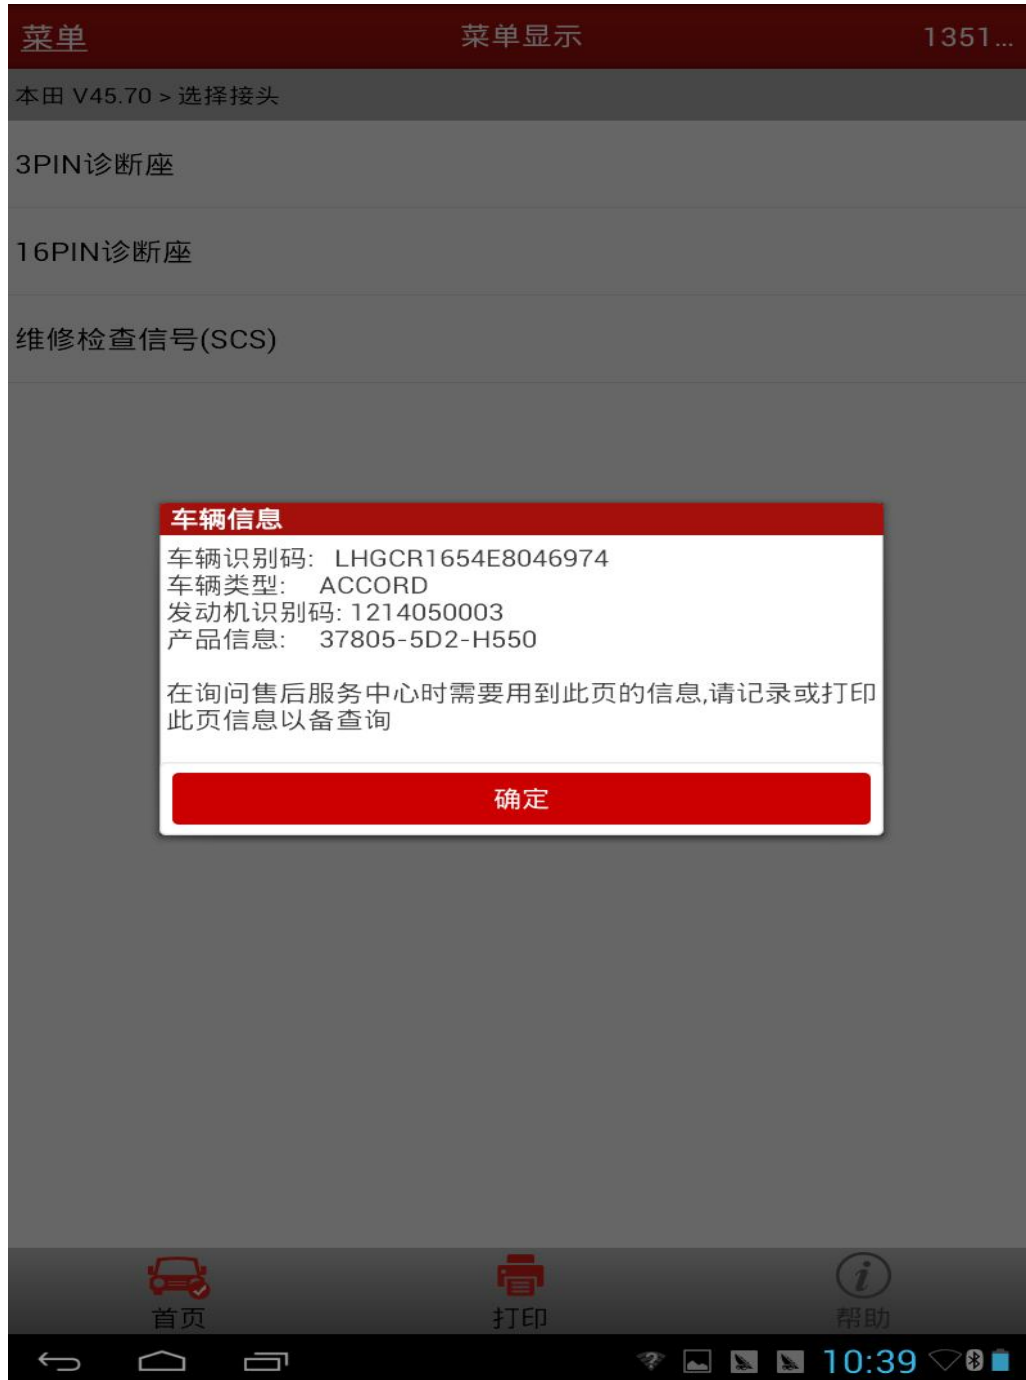 菜单 菜单显示 1351...
本田 V45.70 > 选择接头
3PIN诊断座
16PIN诊断座
维修检查信号(SCS)
车辆信息
车辆识别码: LHGCR1654E8046974
车辆类型: ACCORD
发动机识别码: 1214050003
产品信息: 37805-5D2-H550
在询问售后服务中心时需要用到此页的信息,请记录或打印
此页信息以备查询
确定
首页 打印 帮助
10:39